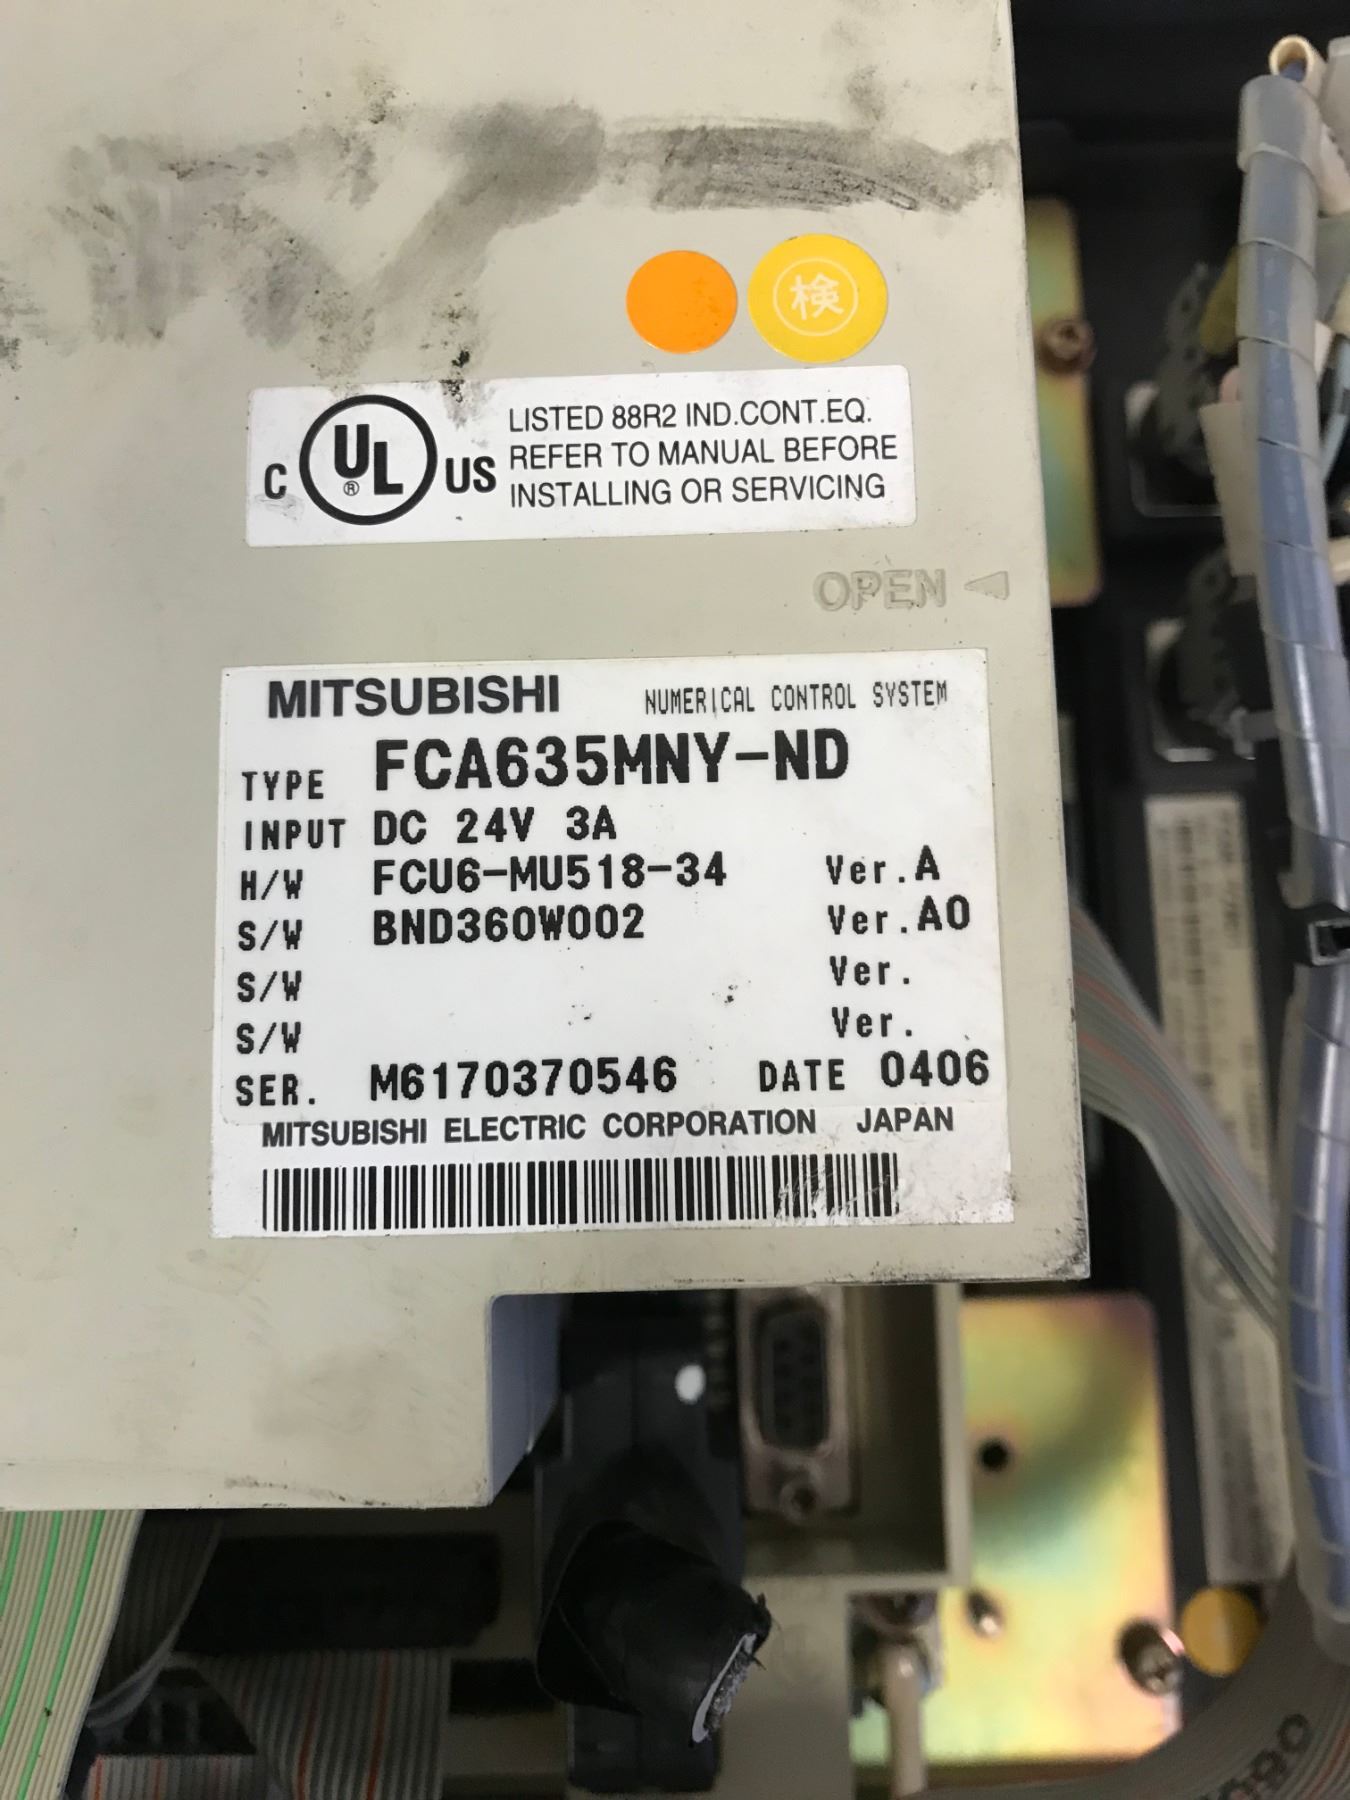 検
C UL ® US
LISTED 88R2 IND.CONT.EQ.
REFER TO MANUAL BEFORE
INSTALLING OR SERVICING
OPEN
MITSUBISHI NUMERICAL CONTROL SYSTEM
TYPE FCA635MNY-ND
INPUT DC 24V 3A
H/W FCU6-MU518-34 Ver.A
S/W BND360W002 Ver.A0
S/W Ver.
S/W Ver.
SER. M6170370546 DATE 0406
MITSUBISHI ELECTRIC CORPORATION JAPAN